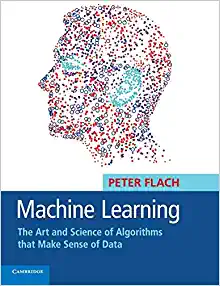 PETER FLACH
Machine Learning
The Art and Science of Algorithms
that Make Sense of Data
CAMBRIDGE